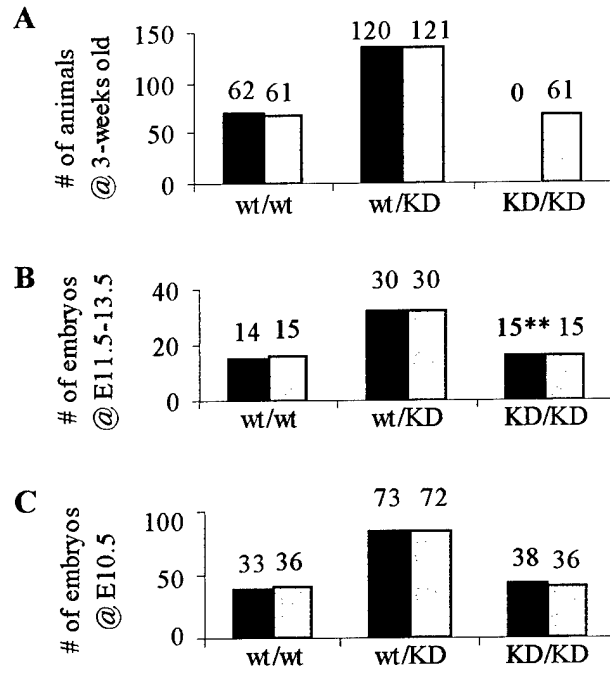 A
# of animals
@ 3-weeks old
150
100
50
0
62 61
120 121
0 61
wt/wt
wt/KD
KD/KD
B
# of embryos
@E11.5-13.5
40
20
0
14 15
30 30
15** 15
wt/wt
wt/KD
KD/KD
C
# of embryos
@E10.5
100
50
0
33 36
73 72
38 36
wt/wt
wt/KD
KD/KD